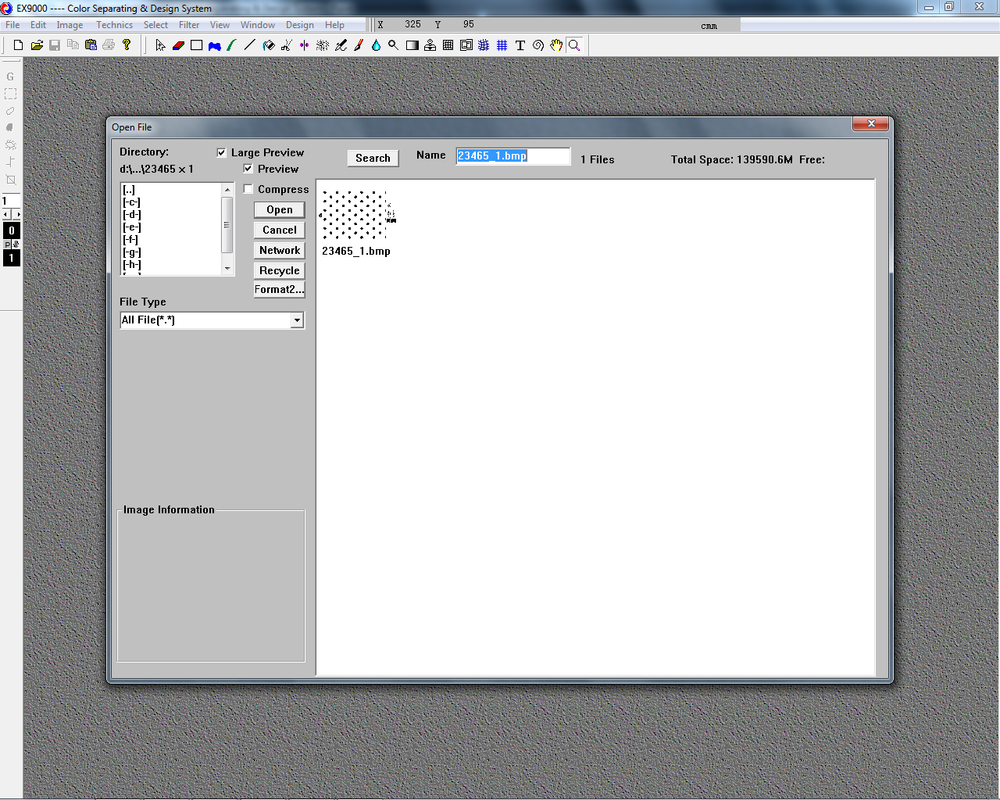 EX9000 ---- Color Separating & Design System
File Edit Image Technics Select Filter View Window Design Help
X 325 Y 95 cmm
G
1
0
P
1
Open File
Directory:
d:\...\23465 × 1
Large Preview
Preview
Compress
Search
Name
23465_1.bmp
1 Files
Total Space: 139590.6M Free:
[..]
[-c-]
[-d-]
[-e-]
[-f-]
[-g-]
[-h-]
Open
Cancel
Network
Recycle
Format2...
File Type
All File(*.*)
23465_1.bmp
Image Information